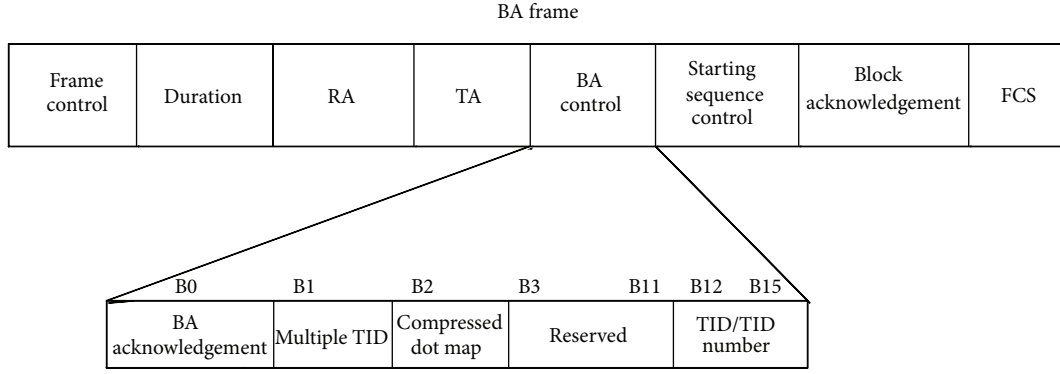 BA frame
Frame
control
Duration
RA
TA
BA
control
Starting
sequence
control
Block
acknowledgement
FCS
B0 B1 B2 B3 B11 B12 B15
BA
acknowledgement
Multiple TID
Compressed
dot map
Reserved
TID/TID
number